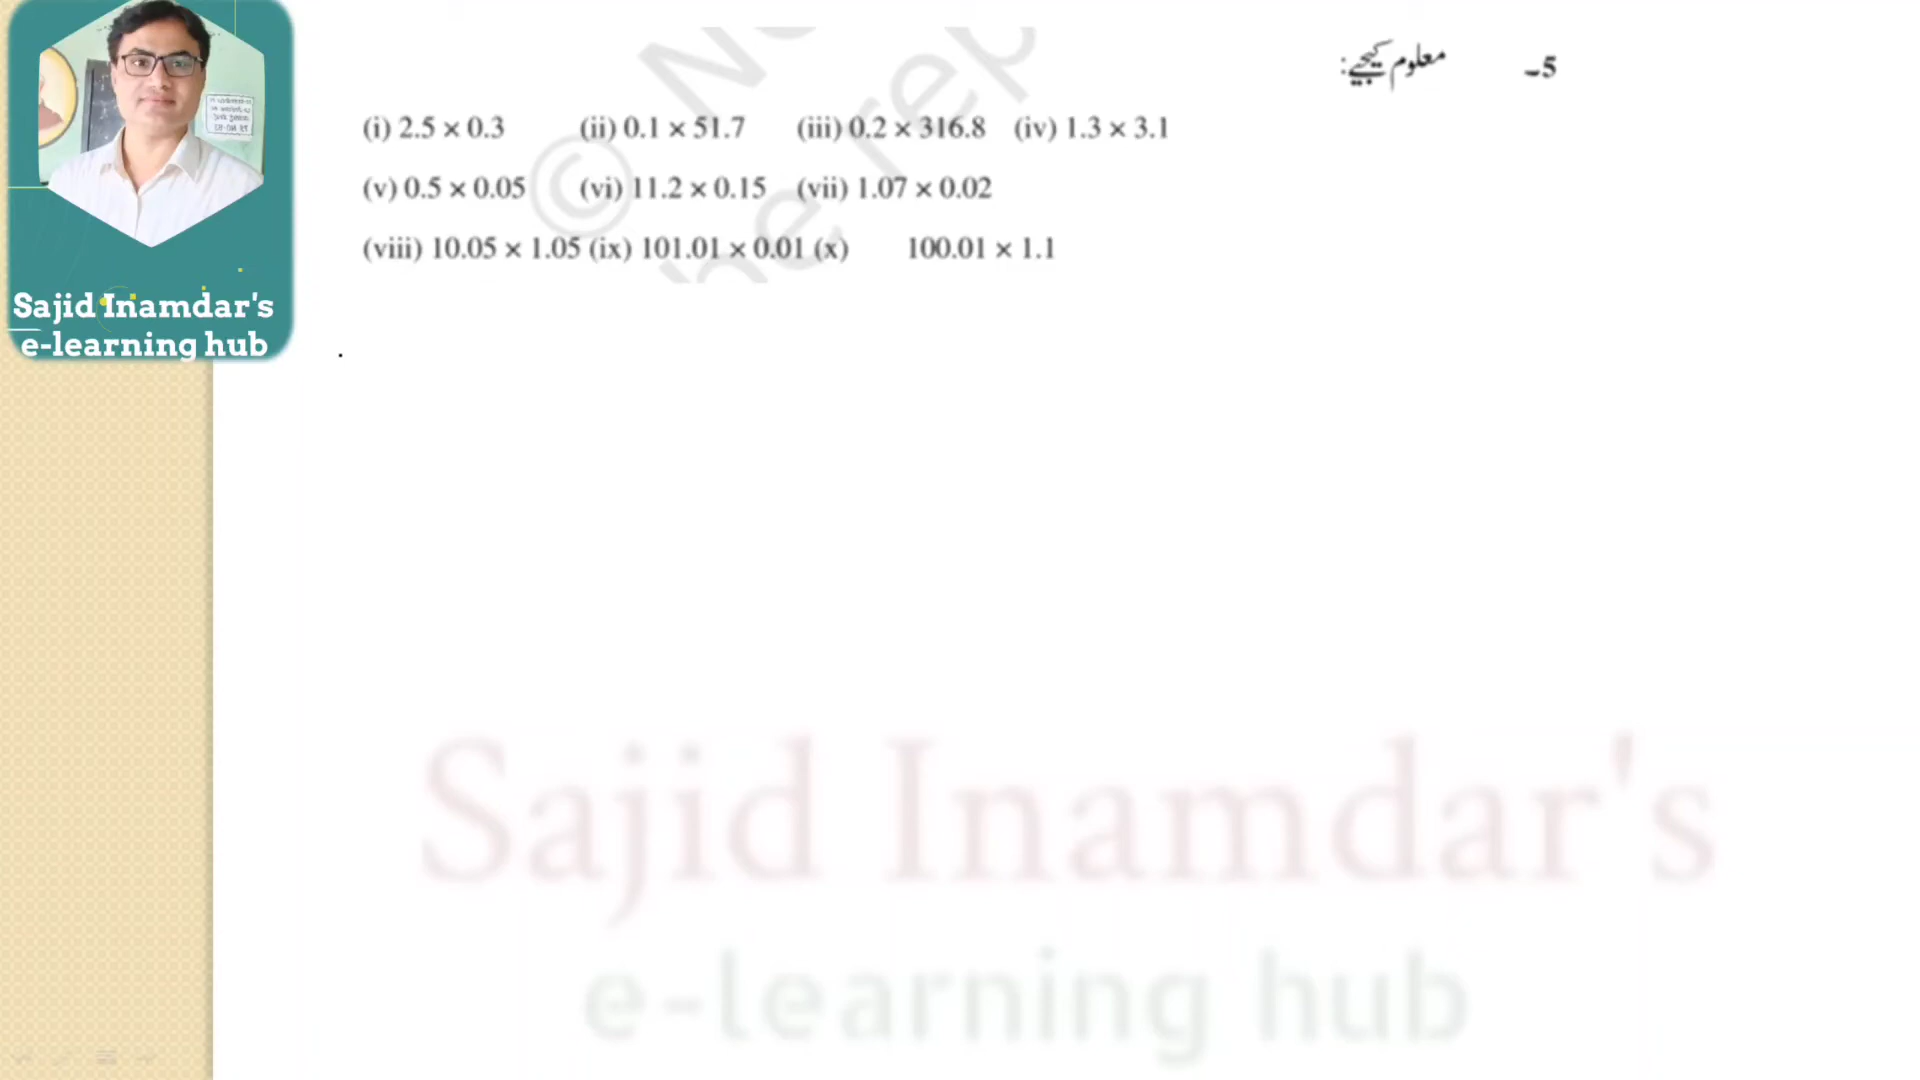 5۔ معلوم کیجیے:
(i) 2.5 × 0.3 (ii) 0.1 × 51.7 (iii) 0.2 × 316.8 (iv) 1.3 × 3.1
(v) 0.5 × 0.05 (vi) 11.2 × 0.15 (vii) 1.07 × 0.02
(viii) 10.05 × 1.05 (ix) 101.01 × 0.01 (x) 100.01 × 1.1
Sajid Inamdar's
e-learning hub
Sajid Inamdar's
e-learning hub